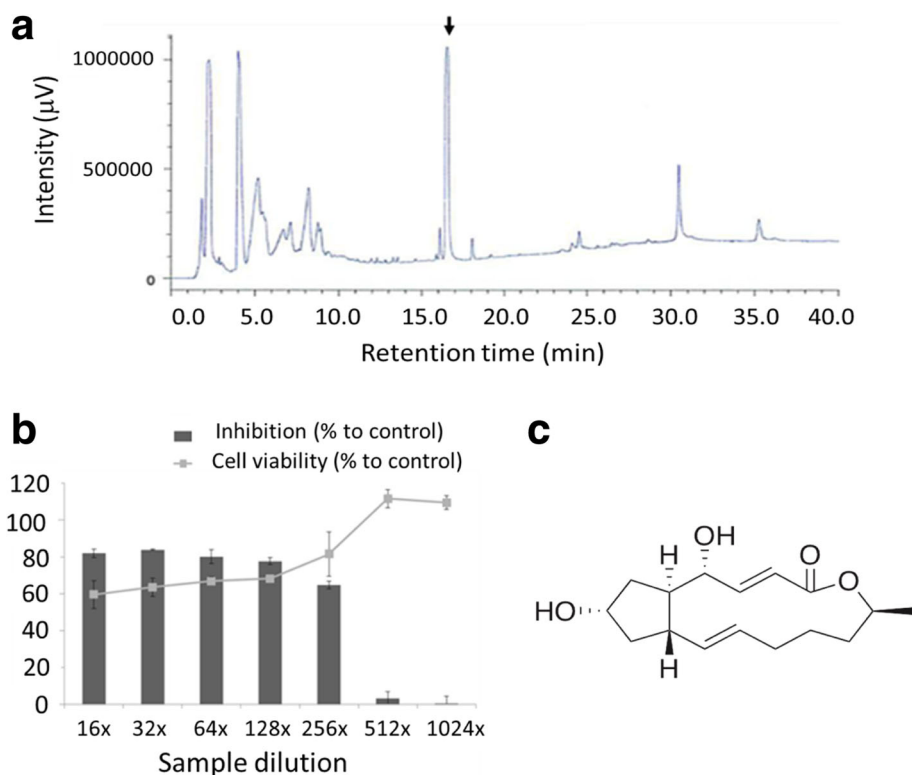 a
Intensity (µV)
1000000
500000
0
0.0 5.0 10.0 15.0 20.0 25.0 30.0 35.0 40.0
Retention time (min)
b
Inhibition (% to control)
Cell viability (% to control)
120
100
80
60
40
20
0
16x 32x 64x 128x 256x 512x 1024x
Sample dilution
c
OH
H
O
O
HO
H